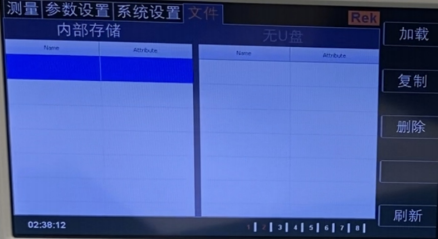 测量 参数设置 系统设置 文件 Rek
内部存储 无U盘 加载
Name Attribute Name Attribute
复制
删除
刷新
02:38:12 1 2 3 4 5 6 7 8